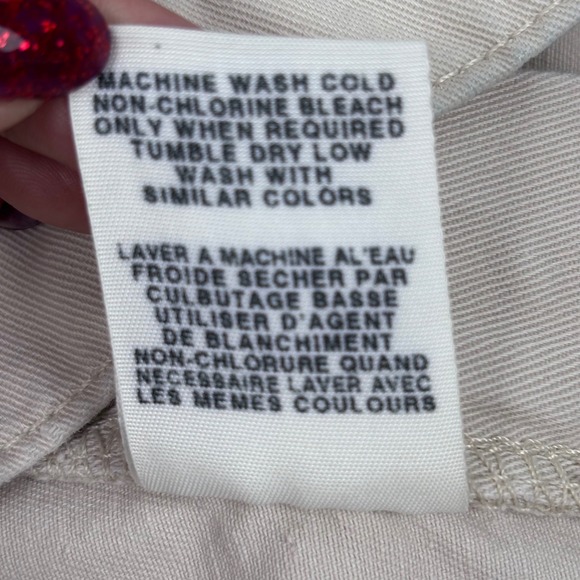 MACHINE WASH COLD
NON-CHLORINE BLEACH
ONLY WHEN REQUIRED
TUMBLE DRY LOW
WASH WITH
SIMILAR COLORS
LAVER A MACHINE AL'EAU
FROIDE SECHER PAR
CULBUTAGE BASSE
UTILISER D'AGENT
DE BLANCHIMENT
NON-CHLORURE QUAND
NECESSAIRE LAVER AVEC
LES MEMES COULOURS